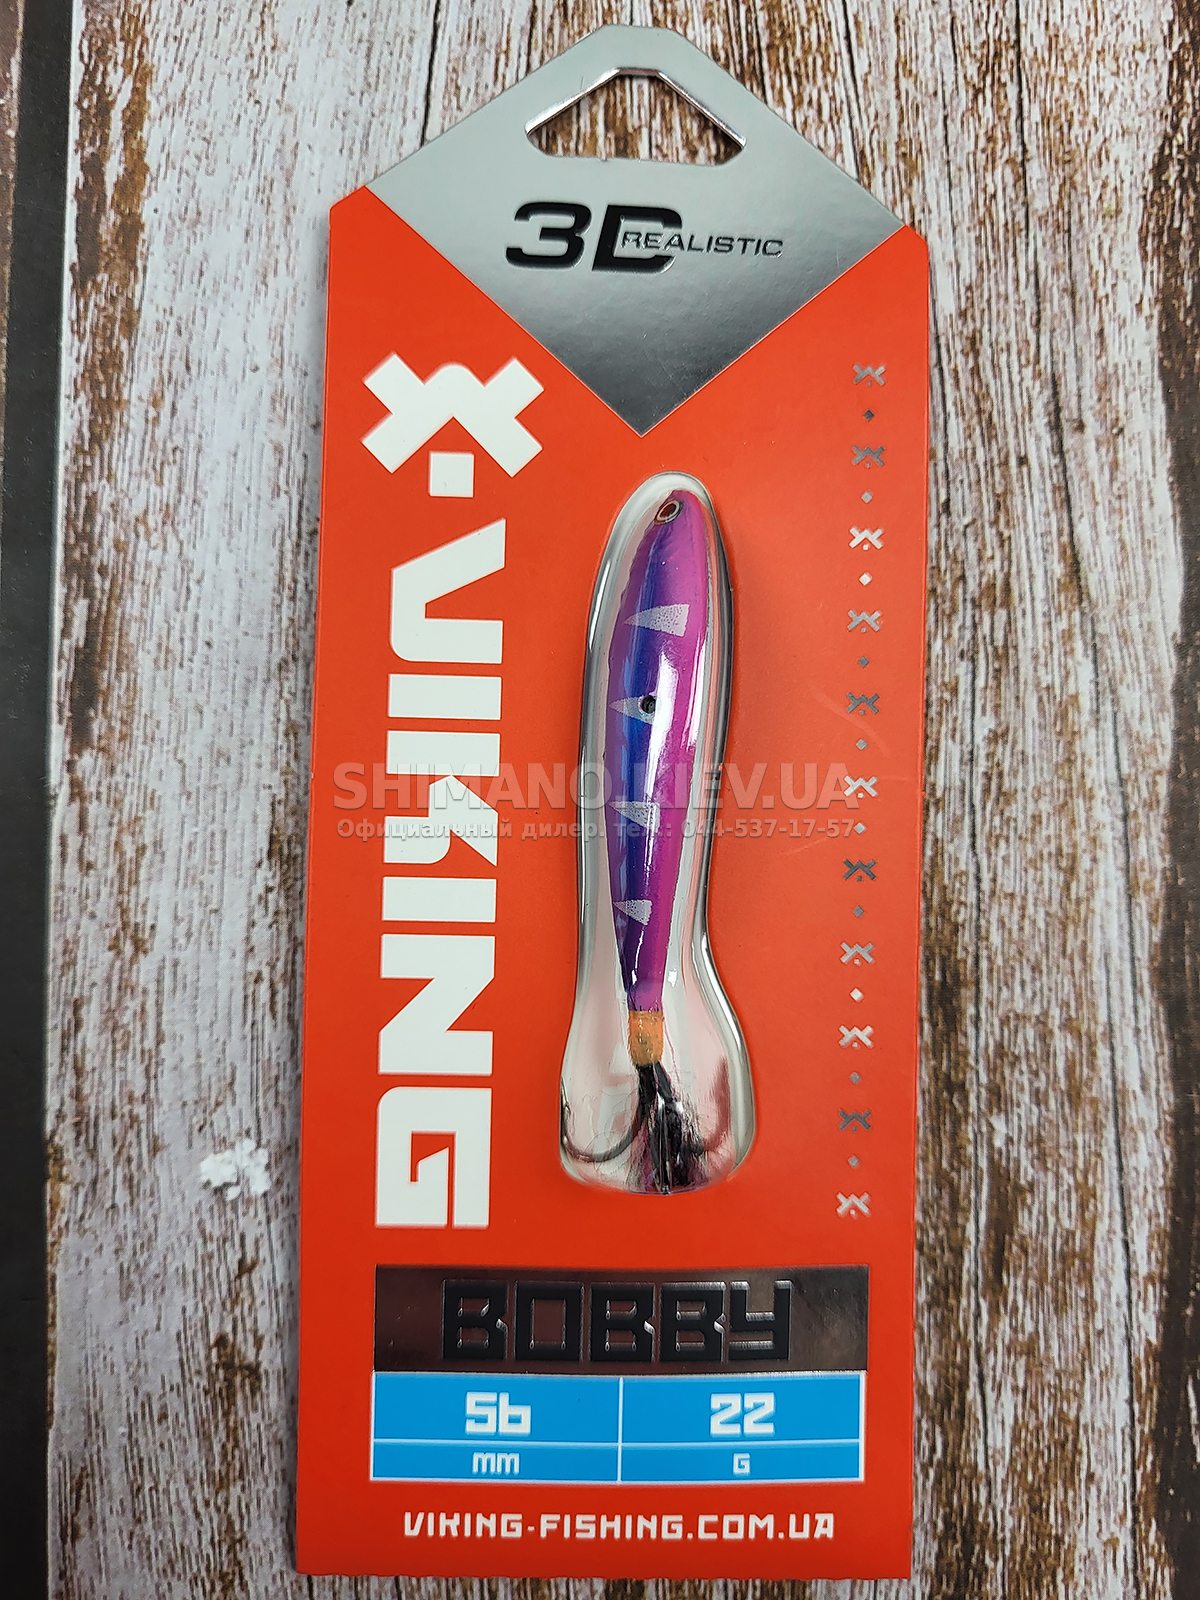 3D REALISTIC
X-VIKING
SHIMANO.KIEV.UA
Официальный дилер. тел.: 044-537-17-57
BOBBY
56 22
MM G
VIKING-FISHING.COM.UA